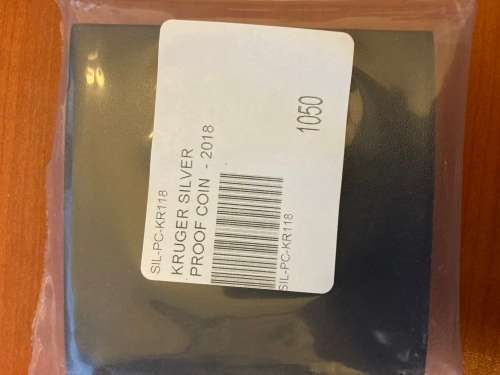 SIL-PC-KR118
KRUGER SILVER
PROOF COIN - 2018
SIL-PC-KR118
1050